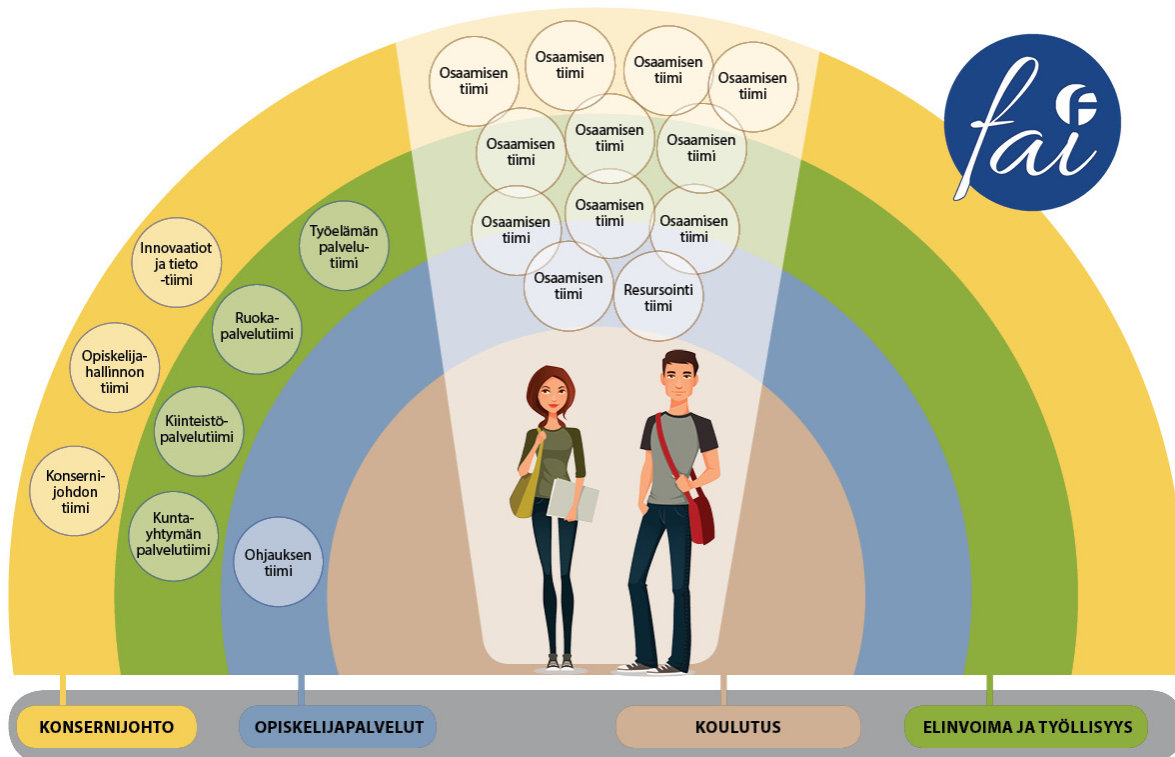 Osaamisen
tiimi
Osaamisen
tiimi
Osaamisen
tiimi
Osaamisen
tiimi
Osaamisen
tiimi
Osaamisen
tiimi
Osaamisen
tiimi
Osaamisen
tiimi
Osaamisen
tiimi
Osaamisen
tiimi
Osaamisen
tiimi
Resursointi
tiimi
fai
F
Työelämän
palvelu-
tiimi
Innovaatiot
ja tieto
-tiimi
Ruoka-
palvelutiimi
Opiskelija-
hallinnon
tiimi
Kiinteistö-
palvelutiimi
Konserni-
johdon
tiimi
Kunta-
yhtymän
palvelutiimi
Ohjauksen
tiimi
KONSERNIJOHTO
OPISKELIJAPALVELUT
KOULUTUS
ELINVOIMA JA TYÖLLISYYS